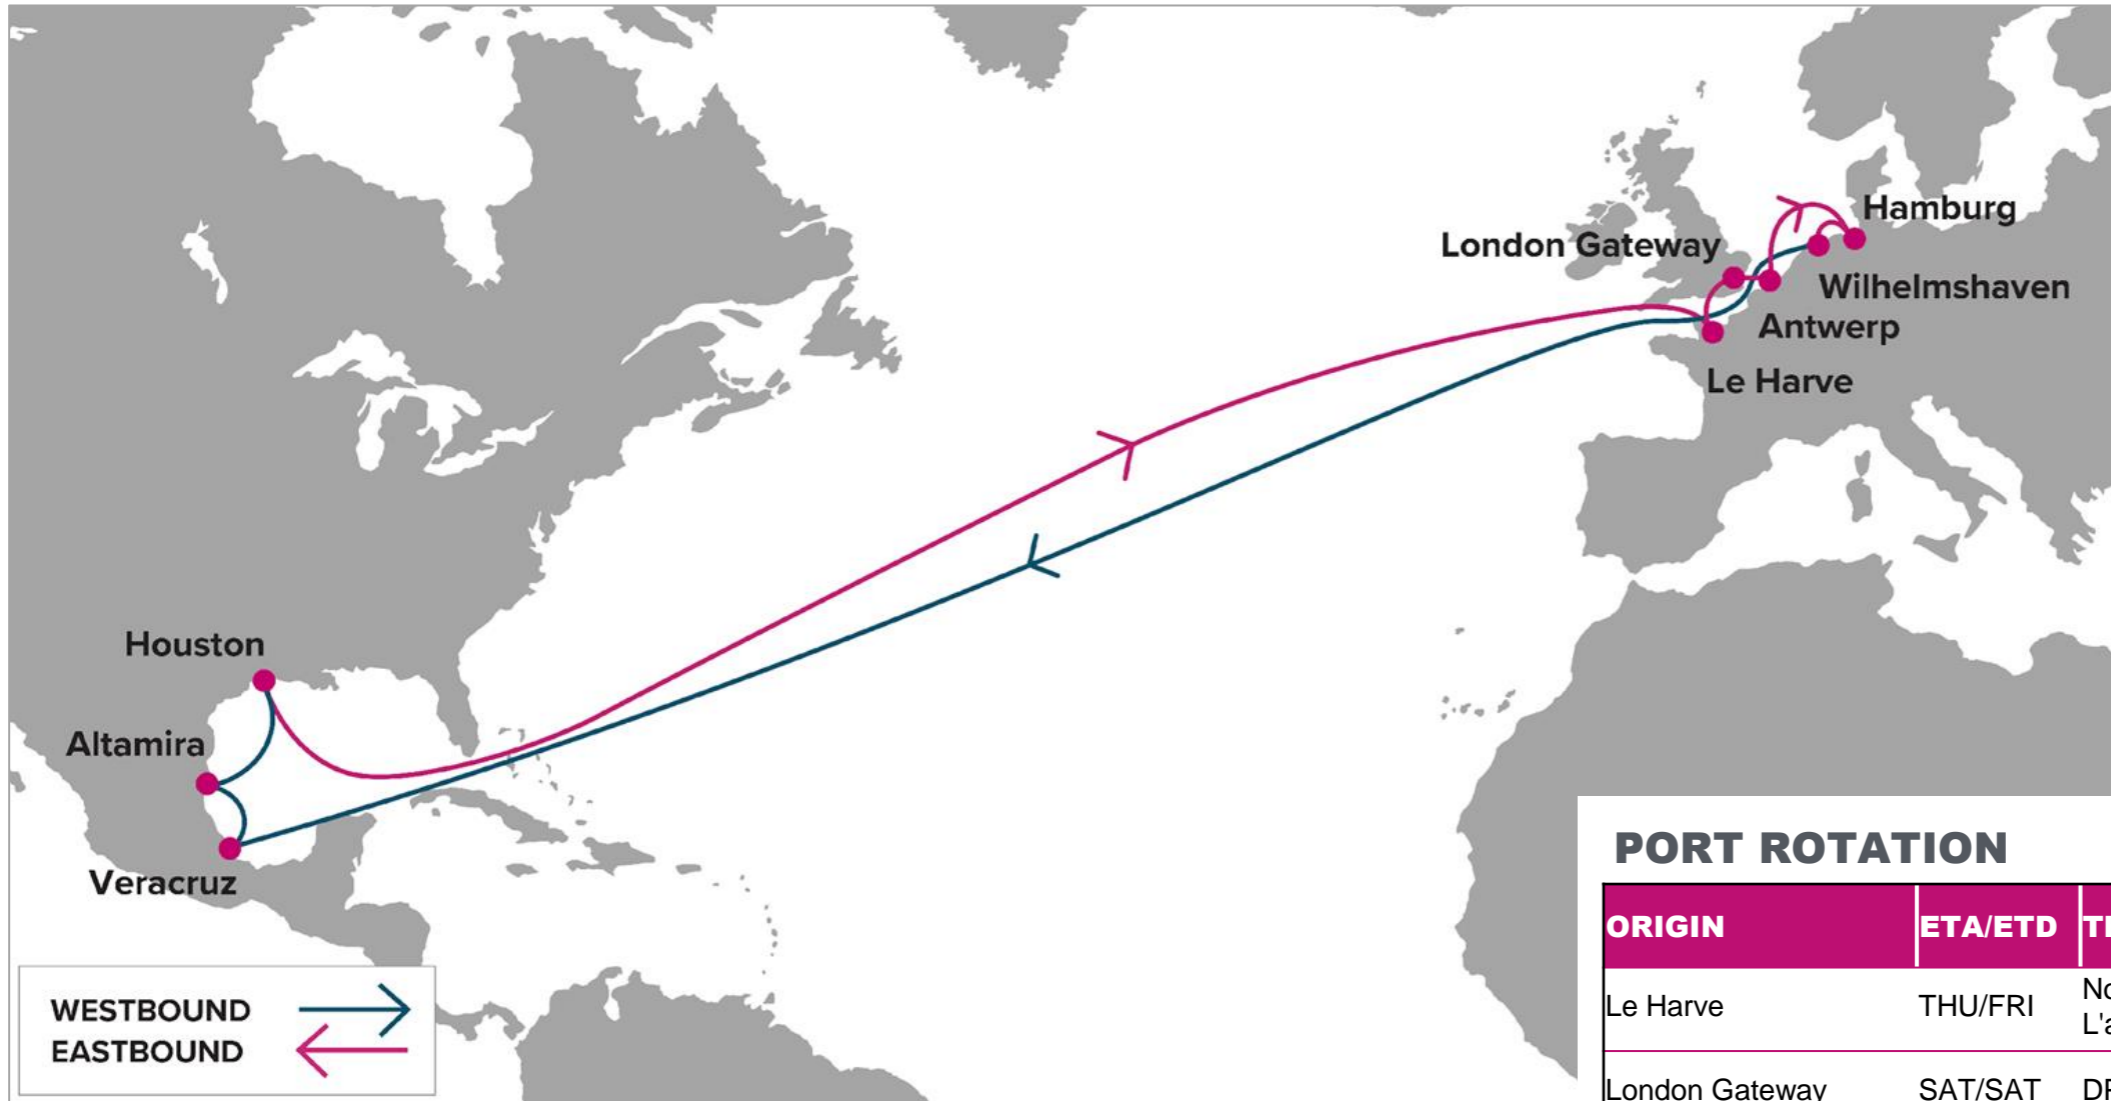 Hamburg
London Gateway
Wilhelmshaven
Antwerp
Le Harve
Houston
Altamira
Veracruz
WESTBOUND
EASTBOUND
PORT ROTATION
ORIGIN ETA/ETD
Le Harve THU/FRI
London Gateway SAT/SAT